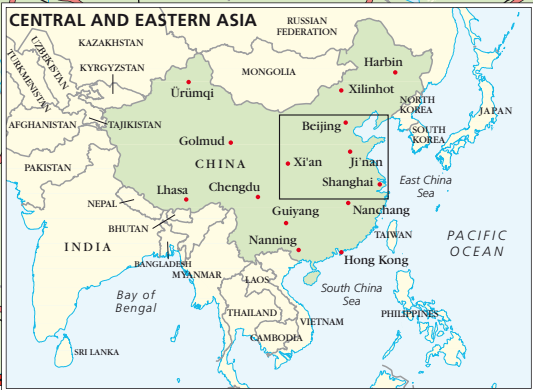 CENTRAL AND EASTERN ASIA
RUSSIAN
FEDERATION
KAZAKHSTAN
UZBEKISTAN
KYRGYZSTAN
TURKMENISTAN
MONGOLIA
Harbin
Ürümqi
Xilinhot
NORTH
KOREA
JAPAN
AFGHANISTAN
TAJIKISTAN
Beijing
SOUTH
KOREA
Golmud
CHINA
Xi'an
Ji'nan
PAKISTAN
Lhasa
Chengdu
Shanghai
East China
Sea
NEPAL
Guiyang
Nanchang
BHUTAN
TAIWAN
PACIFIC
OCEAN
INDIA
Nanning
Hong Kong
BANGLADESH
MYANMAR
LAOS
South China
Sea
Bay of
Bengal
THAILAND
VIETNAM
PHILIPPINES
CAMBODIA
SRI LANKA